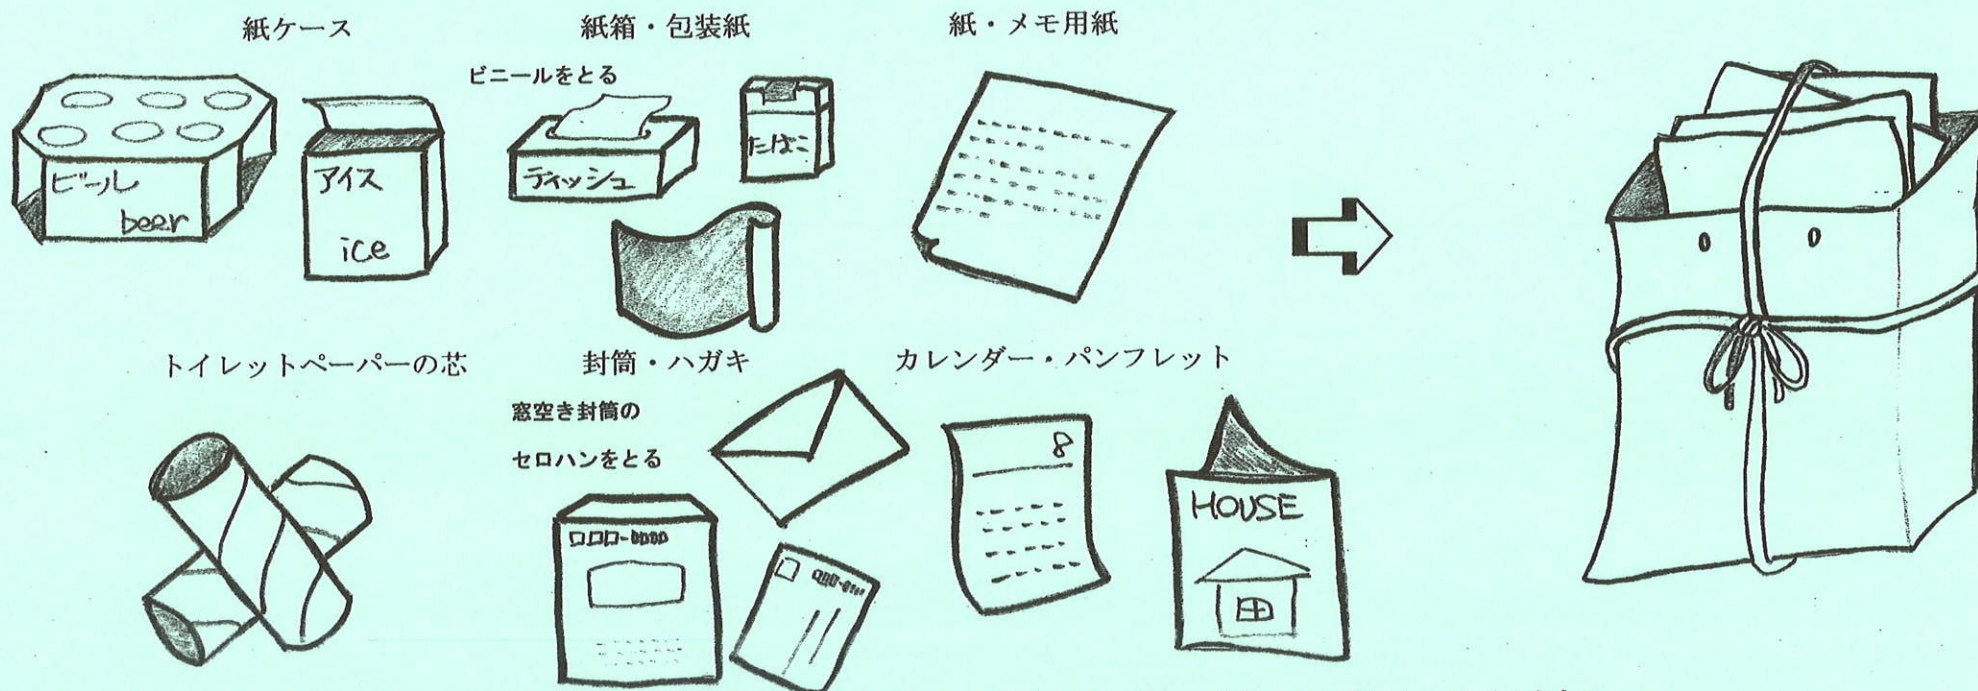 紙ケース
紙箱・包装紙
紙・メモ用紙
ビニールをとる
ビール
beer
アイス
ice
ティッシュ
たばこ
トイレットペーパーの芯
封筒・ハガキ
カレンダー・パンフレット
窓空き封筒の
セロハンをとる
8
HOUSE